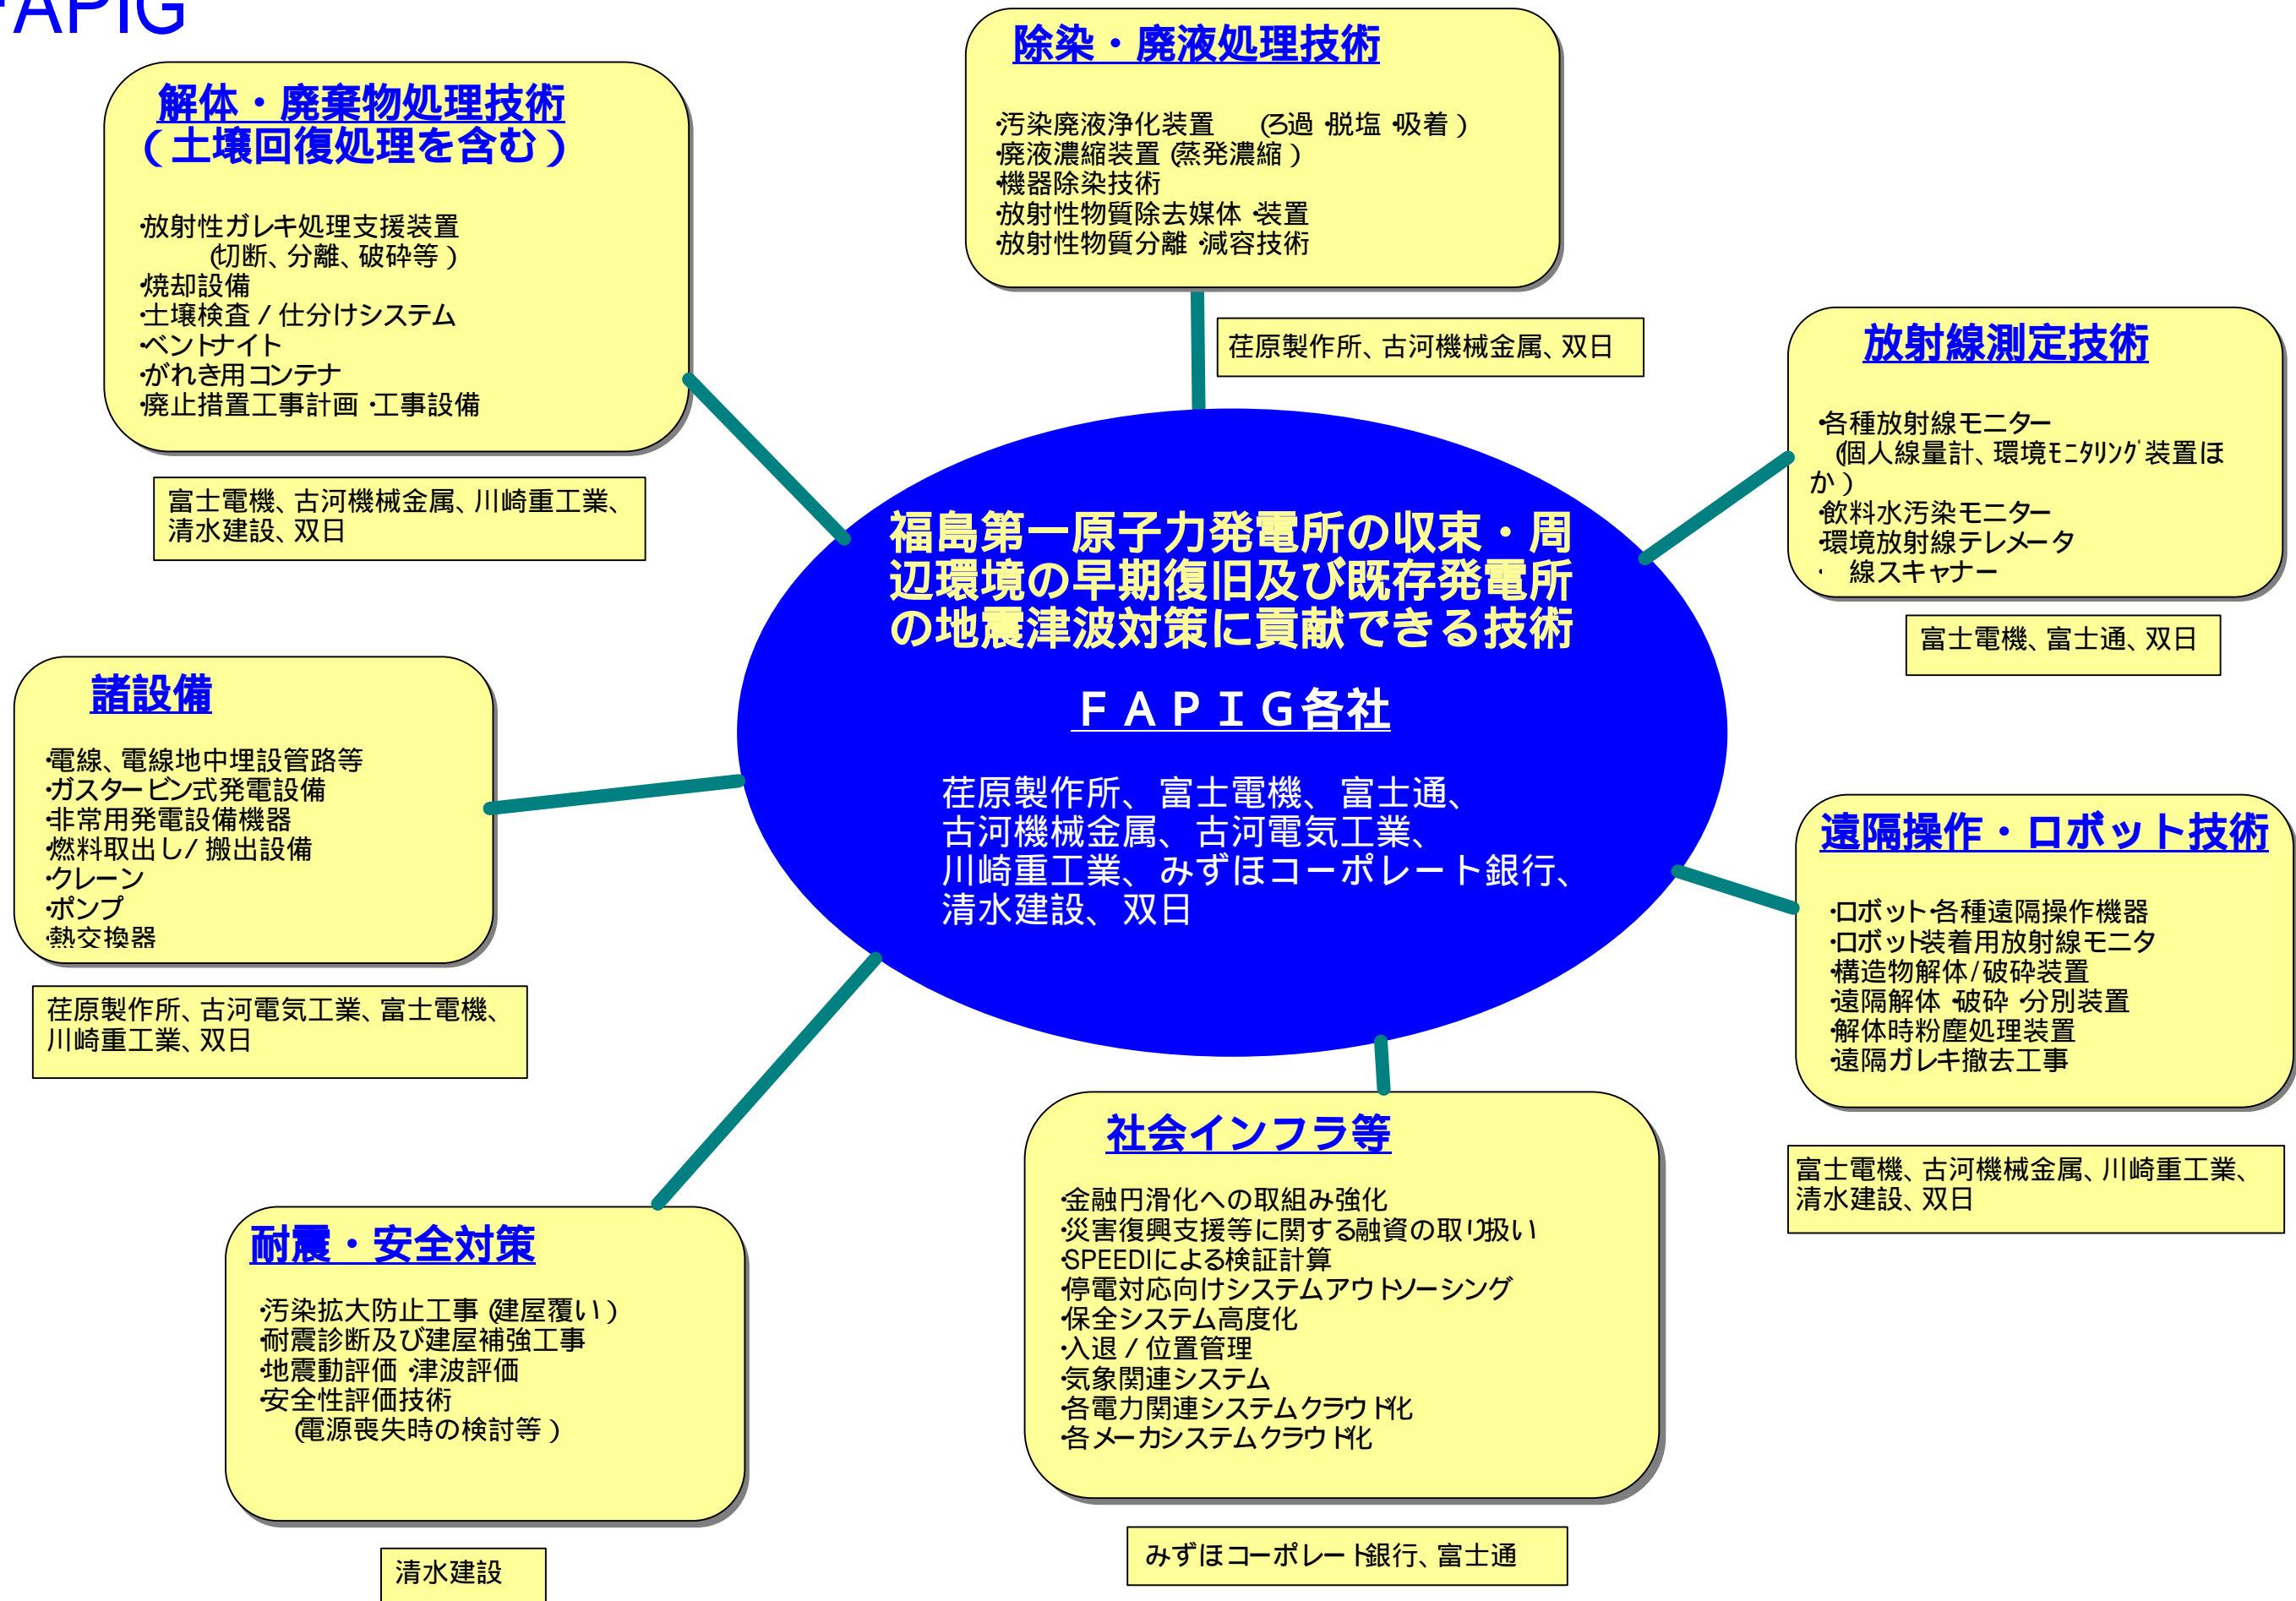 FAPIG
解体・廃棄物処理技術
（土壌回復処理を含む）
・放射性ガレキ処理支援装置
（切断、分離、破砕等）
・焼却設備
・土壌検査／仕分けシステム
・ベントナイト
・がれき用コンテナ
・廃止措置工事計画・工事設備
富士電機、古河機械金属、川崎重工業、
清水建設、双日
除染・廃液処理技術
・汚染廃液浄化装置　（ろ過・脱塩・吸着）
・廃液濃縮装置（蒸発濃縮）
・機器除染技術
・放射性物質除去媒体・装置
・放射性物質分離・減容技術
荏原製作所、古河機械金属、双日
放射線測定技術
・各種放射線モニター
（個人線量計、環境ﾓﾆﾀﾘﾝｸﾞ装置ほ
か）
・飲料水汚染モニター
・環境放射線テレメータ
・　線スキャナー
富士電機、富士通、双日
福島第一原子力発電所の収束・周
辺環境の早期復旧及び既存発電所
の地震津波対策に貢献できる技術
ＦＡＰＩＧ各社
荏原製作所、富士電機、富士通、
古河機械金属、古河電気工業、
川崎重工業、みずほコーポレート銀行、
清水建設、双日
諸設備
・電線、電線地中埋設管路等
・ガスタービン式発電設備
・非常用発電設備機器
・燃料取出し/搬出設備
・クレーン
・ポンプ
・熱交換器
荏原製作所、古河電気工業、富士電機、
川崎重工業、双日
遠隔操作・ロボット技術
・ロボット・各種遠隔操作機器
・ロボット装着用放射線モニタ
・構造物解体/破砕装置
・遠隔解体・破砕・分別装置
・解体時粉塵処理装置
・遠隔ガレキ撤去工事
富士電機、古河機械金属、川崎重工業、
清水建設、双日
耐震・安全対策
・汚染拡大防止工事（建屋覆い）
・耐震診断及び建屋補強工事
・地震動評価・津波評価
・安全性評価技術
（電源喪失時の検討等）
清水建設
社会インフラ等
・金融円滑化への取組み強化
・災害復興支援等に関する融資の取り扱い
・SPEEDIによる検証計算
・停電対応向けシステムアウトソーシング
・保全システム高度化
・入退／位置管理
・気象関連システム
・各電力関連システムクラウド化
・各メーカシステムクラウド化
みずほコーポレート銀行、富士通